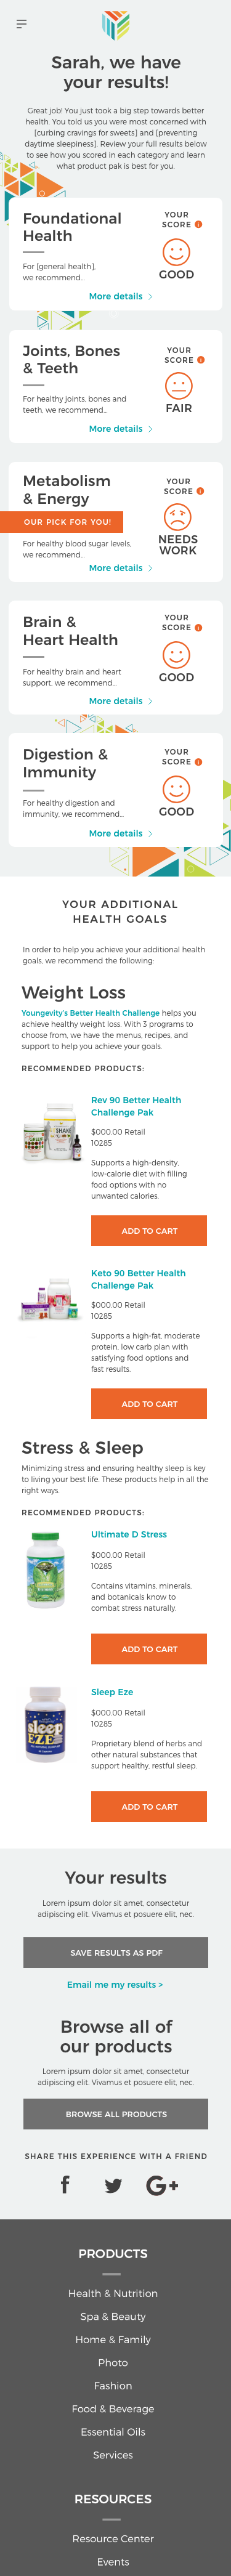 Sarah, we have
your results!
Great job! You just took a big step towards better
health. You told us you were most concerned with
[curbing cravings for sweets] and [preventing
daytime sleepiness]. Review your full results below
to see how you scored in each category and learn
what product pak is best for you.
Foundational
Health
YOUR
SCORE i
For [general health],
we recommend...
GOOD
More details >
Joints, Bones
& Teeth
YOUR
SCORE i
For healthy joints, bones and
teeth, we recommend...
FAIR
More details >
Metabolism
& Energy
YOUR
SCORE i
OUR PICK FOR YOU!
For healthy blood sugar levels,
we recommend...
NEEDS
WORK
More details >
Brain &
Heart Health
YOUR
SCORE i
For healthy brain and heart
support, we recommend...
GOOD
More details >
Digestion &
Immunity
YOUR
SCORE i
For healthy digestion and
immunity, we recommend...
GOOD
More details >
YOUR ADDITIONAL
HEALTH GOALS
In order to help you achieve your additional health
goals, we recommend the following:
Weight Loss
Youngevity's Better Health Challenge helps you
achieve healthy weight loss. With 3 programs to
choose from, we have the menus, recipes, and
support to help you achieve your goals.
RECOMMENDED PRODUCTS:
Rev 90 Better Health
Challenge Pak
$000.00 Retail
10285
Supports a high-density,
low-calorie diet with filling
food options with no
unwanted calories.
ADD TO CART
Keto 90 Better Health
Challenge Pak
$000.00 Retail
10285
Supports a high-fat, moderate
protein, low carb plan with
satisfying food options and
fast results.
ADD TO CART
Stress & Sleep
Minimizing stress and ensuring healthy sleep is key
to living your best life. These products help in all the
right ways.
RECOMMENDED PRODUCTS:
Ultimate D Stress
$000.00 Retail
10285
Contains vitamins, minerals,
and botanicals know to
combat stress naturally.
ADD TO CART
Sleep Eze
$000.00 Retail
10285
Proprietary blend of herbs and
other natural substances that
support healthy, restful sleep.
sleep
EZE
ADD TO CART
Your results
Lorem ipsum dolor sit amet, consectetur
adipiscing elit. Vivamus et posuere elit, nec.
SAVE RESULTS AS PDF
Email me my results >
Browse all of
our products
Lorem ipsum dolor sit amet, consectetur
adipiscing elit. Vivamus et posuere elit, nec.
BROWSE ALL PRODUCTS
SHARE THIS EXPERIENCE WITH A FRIEND
f
G+
PRODUCTS
Health & Nutrition
Spa & Beauty
Home & Family
Photo
Fashion
Food & Beverage
Essential Oils
Services
RESOURCES
Resource Center
Events